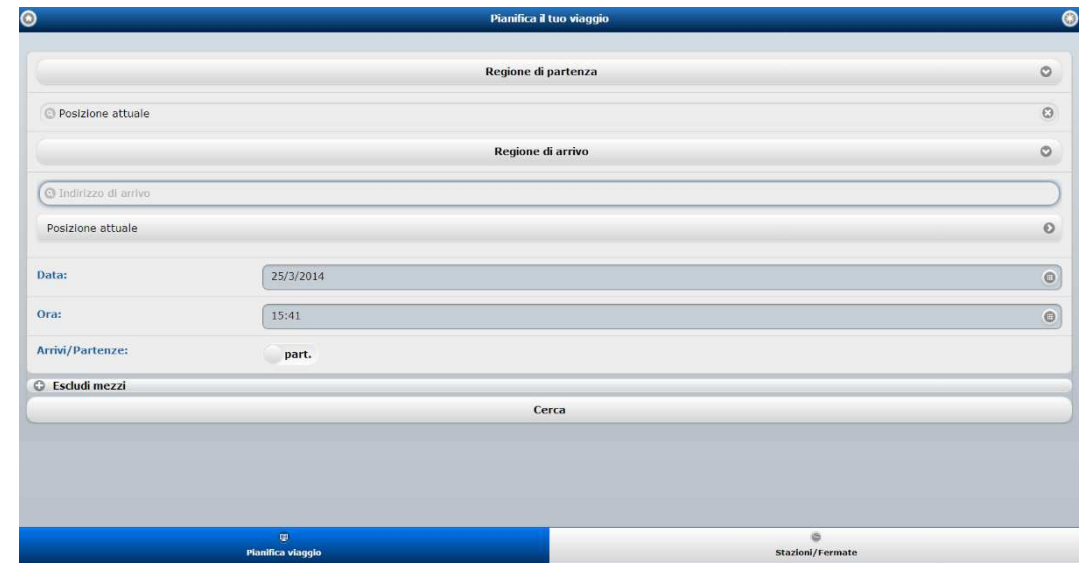 Pianifica il tuo viaggio
Regione di partenza
Posizione attuale
Regione di arrivo
Indirizzo di arrivo
Posizione attuale
Data: 25/3/2014
Ora: 15:41
Arrivi/Partenze: part.
Escludi mezzi
Cerca
Pianifica viaggio Stazioni/Fermate